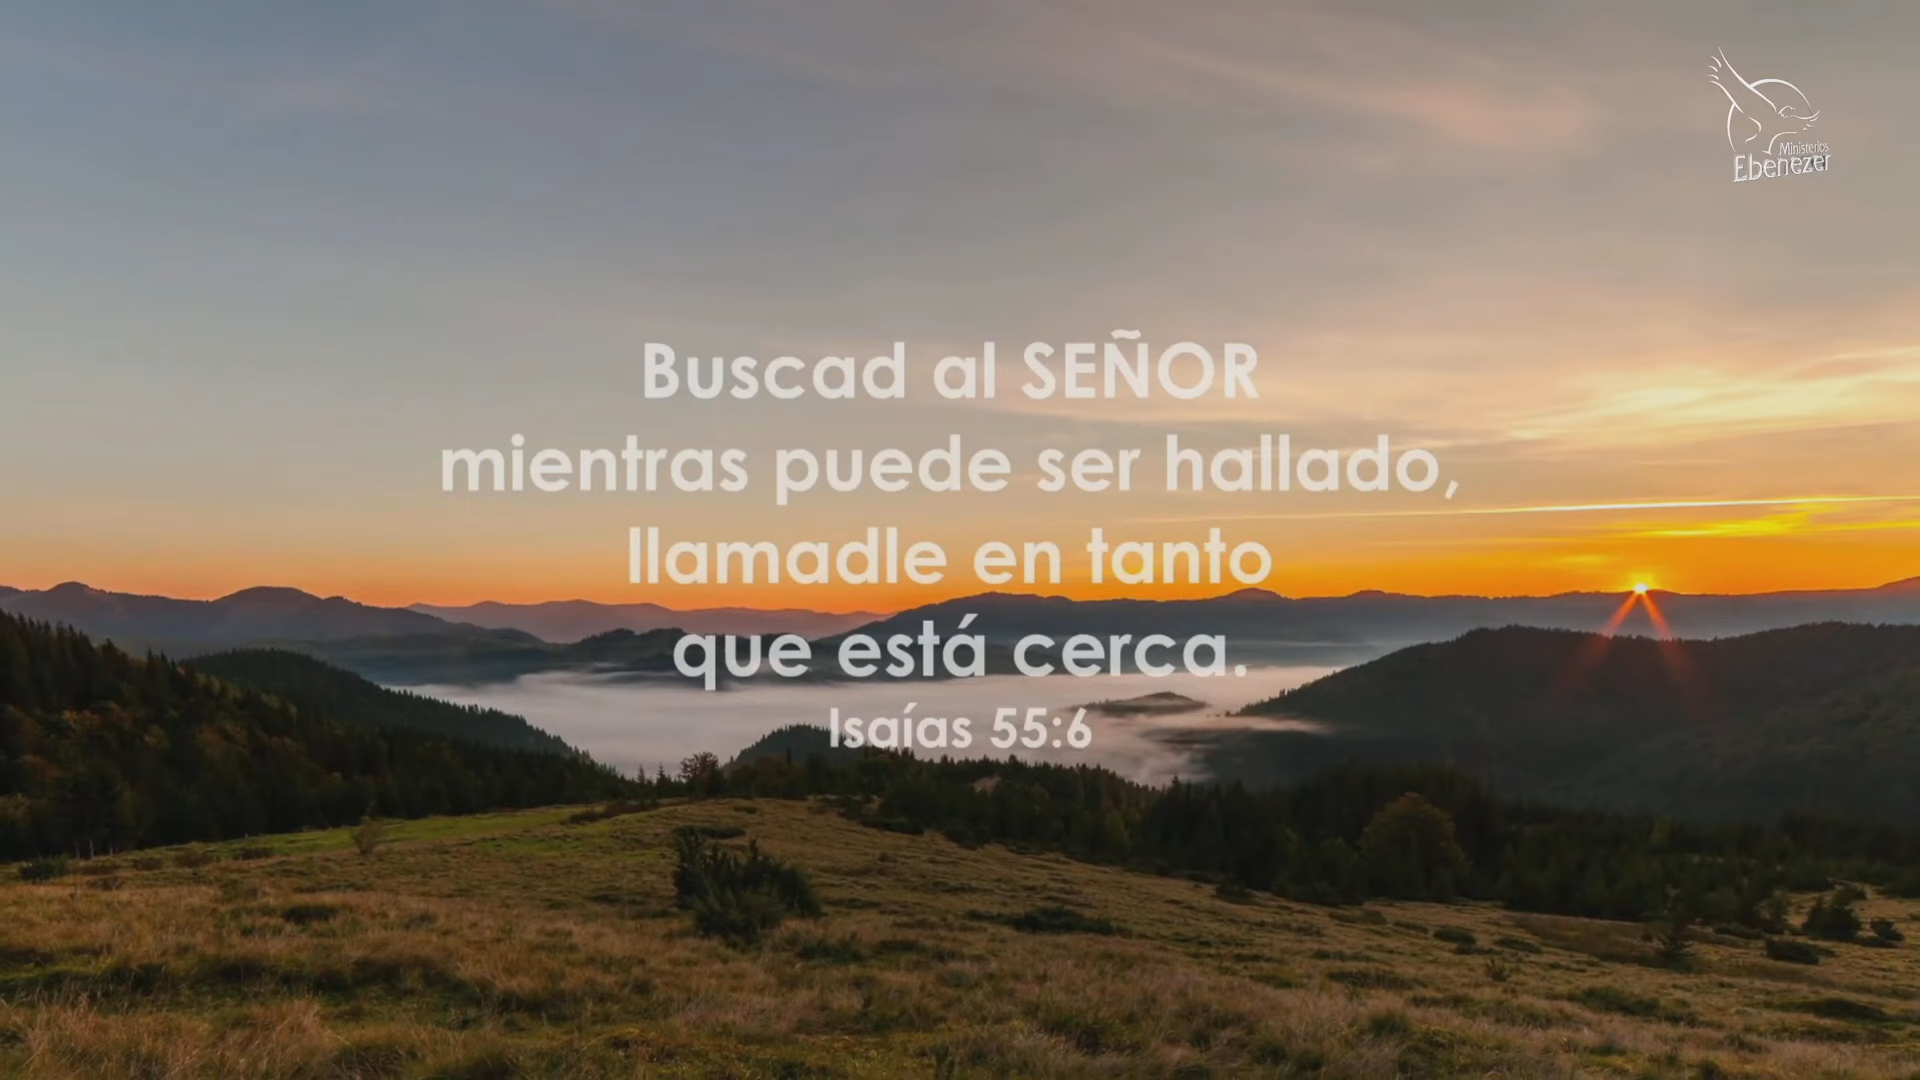 Ministerios
Ebenezer
Buscad al SEÑOR
mientras puede ser hallado,
llamadle en tanto
que está cerca.
Isaías 55:6